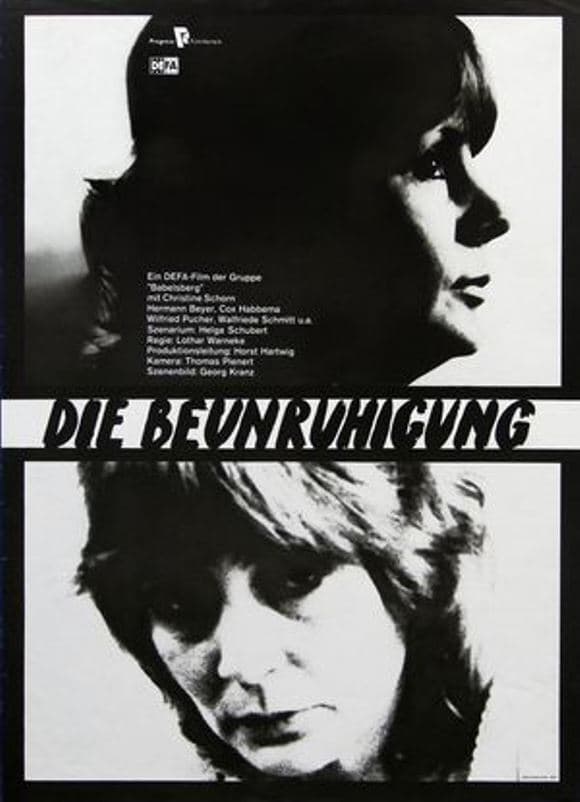 Progress Filmverleih
DEFA
Ein DEFA-Film der Gruppe
"Babelsberg"
mit Christine Schorn
Hermann Beyer, Cox Habbema
Wilfried Pucher, Walfriede Schmitt u.a.
Szenarium: Helga Schubert
Regie: Lothar Warneke
Produktionsleitung: Horst Hartwig
Kamera: Thomas Plenert
Szenenbild: Georg Kranz
DIE BEUNRUHIGUNG